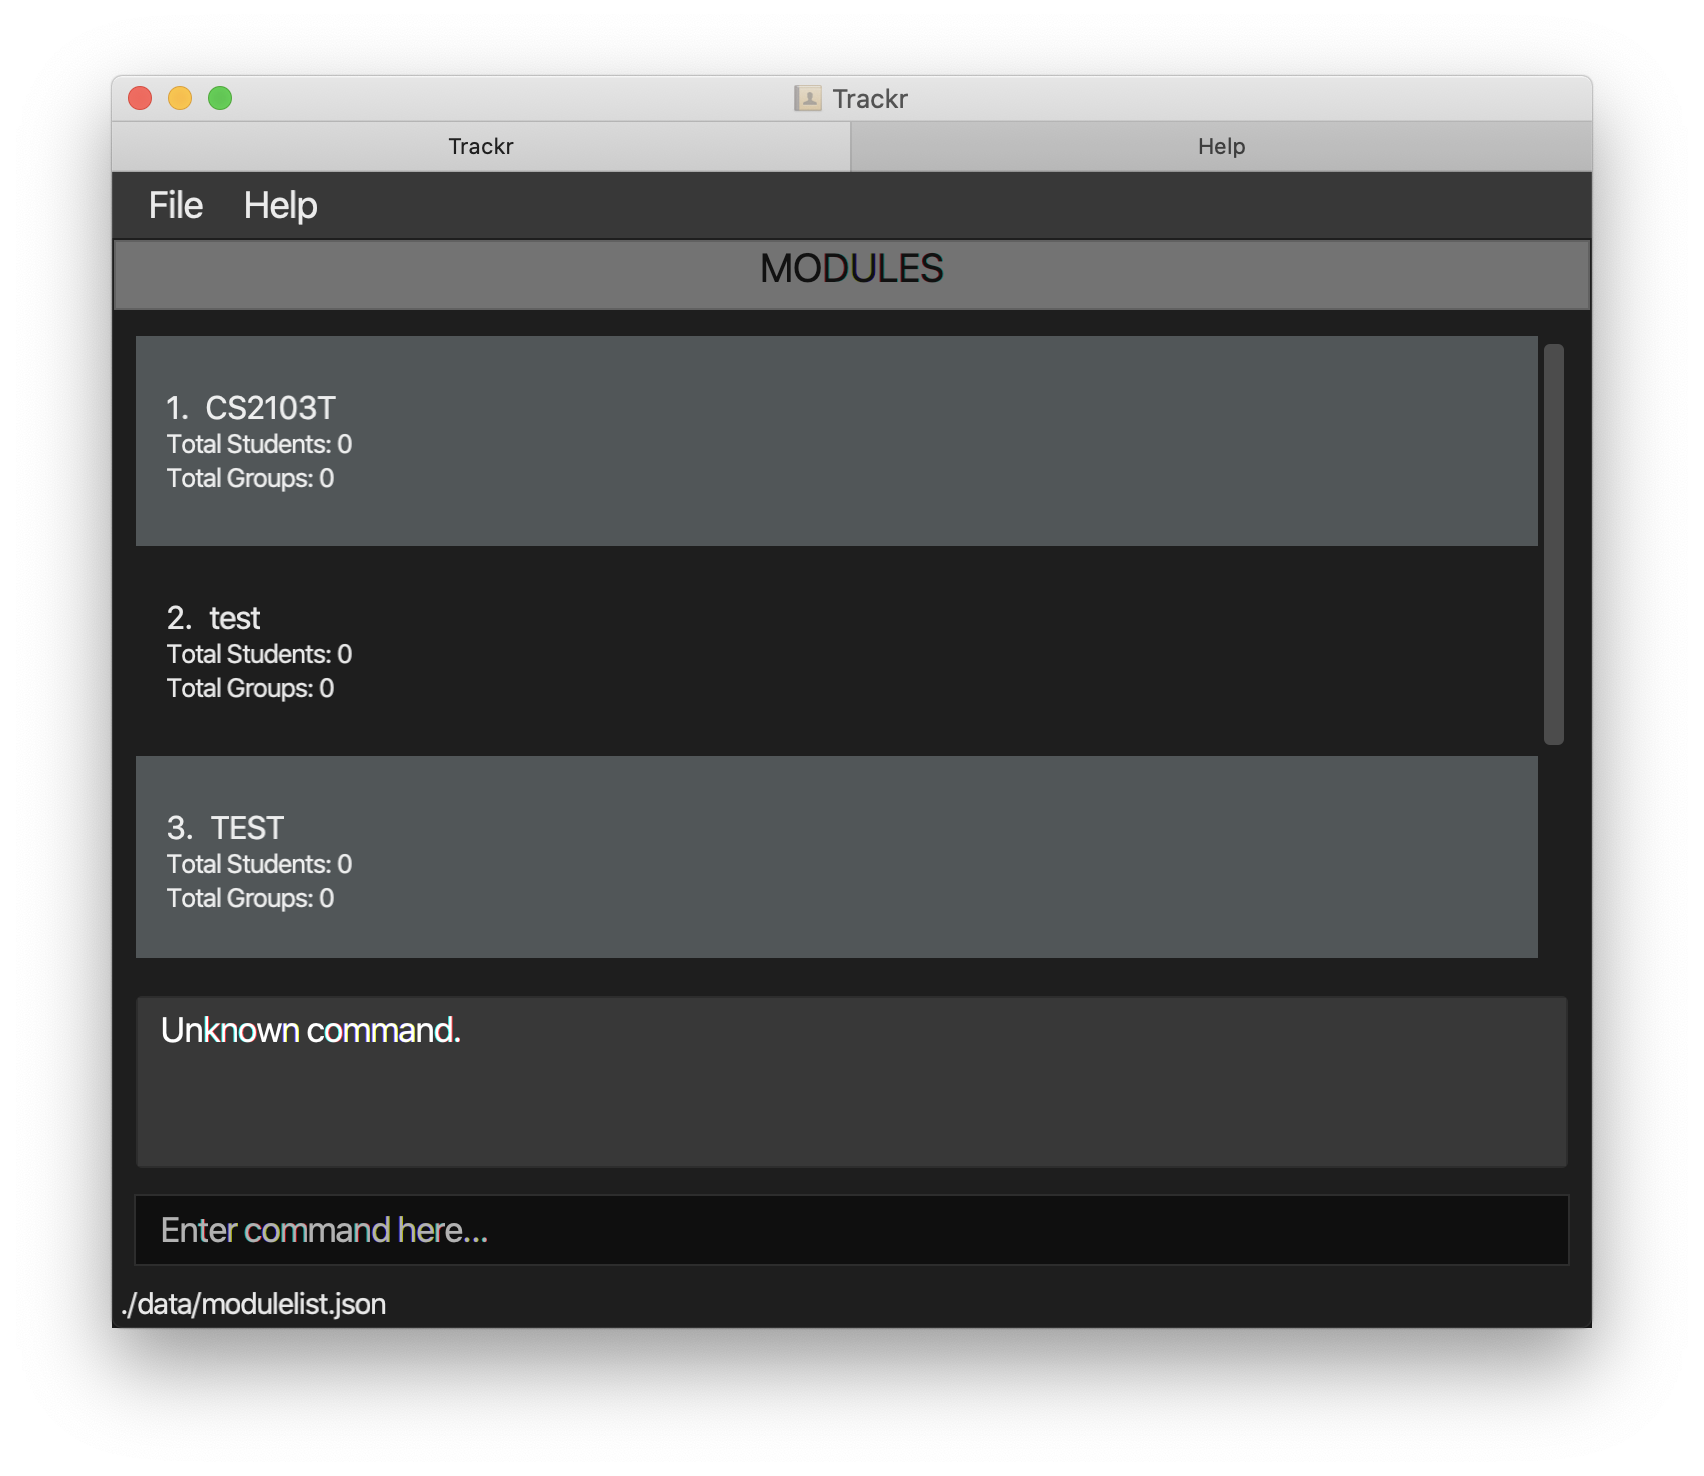 Trackr
Trackr Help
File Help
MODULES
1. CS2103T
Total Students: 0
Total Groups: 0
2. test
Total Students: 0
Total Groups: 0
3. TEST
Total Students: 0
Total Groups: 0
Unknown command.
Enter command here...
./data/modulelist.json